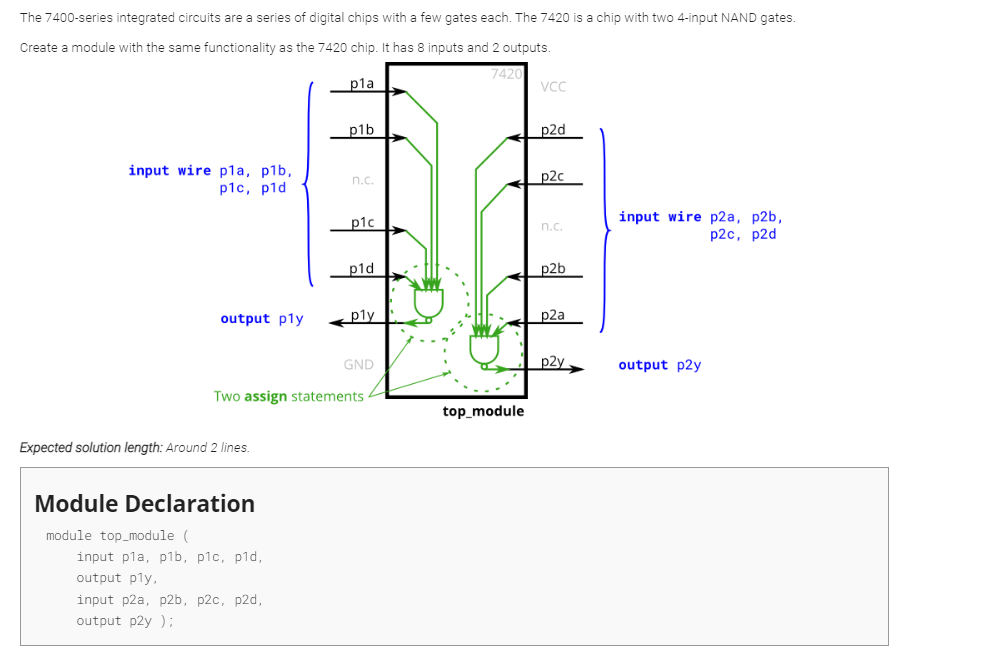 The 7400-series integrated circuits are a series of digital chips with a few gates each. The 7420 is a chip with two 4-input NAND gates.
Create a module with the same functionality as the 7420 chip. It has 8 inputs and 2 outputs.
7420
p1a
VCC
p1b
p2d
input wire p1a, p1b,
p1c, p1d
n.c.
p2c
p1c
n.c.
input wire p2a, p2b,
p2c, p2d
p1d
p2b
output p1y
p1y
p2a
GND
p2y
output p2y
Two assign statements
top_module
Expected solution length: Around 2 lines.
Module Declaration
module top_module (
    input p1a, p1b, p1c, p1d,
    output p1y,
    input p2a, p2b, p2c, p2d,
    output p2y );